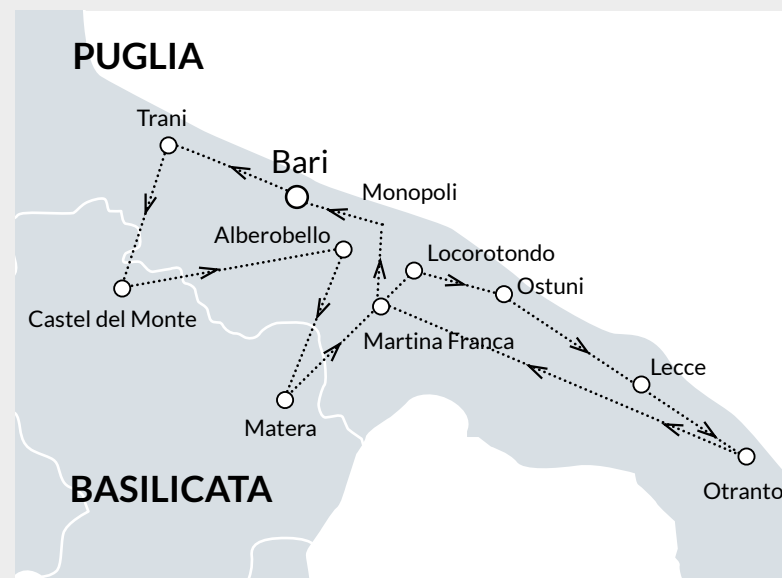 PUGLIA
Trani
Bari
Monopoli
Alberobello
Locorotondo
Ostuni
Castel del Monte
Martina Franca
Lecce
Matera
BASILICATA
Otranto